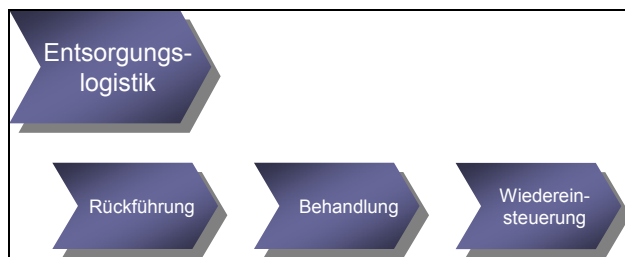 Entsorgungs-
logistik
Rückführung
Behandlung
Wiederein-
steuerung